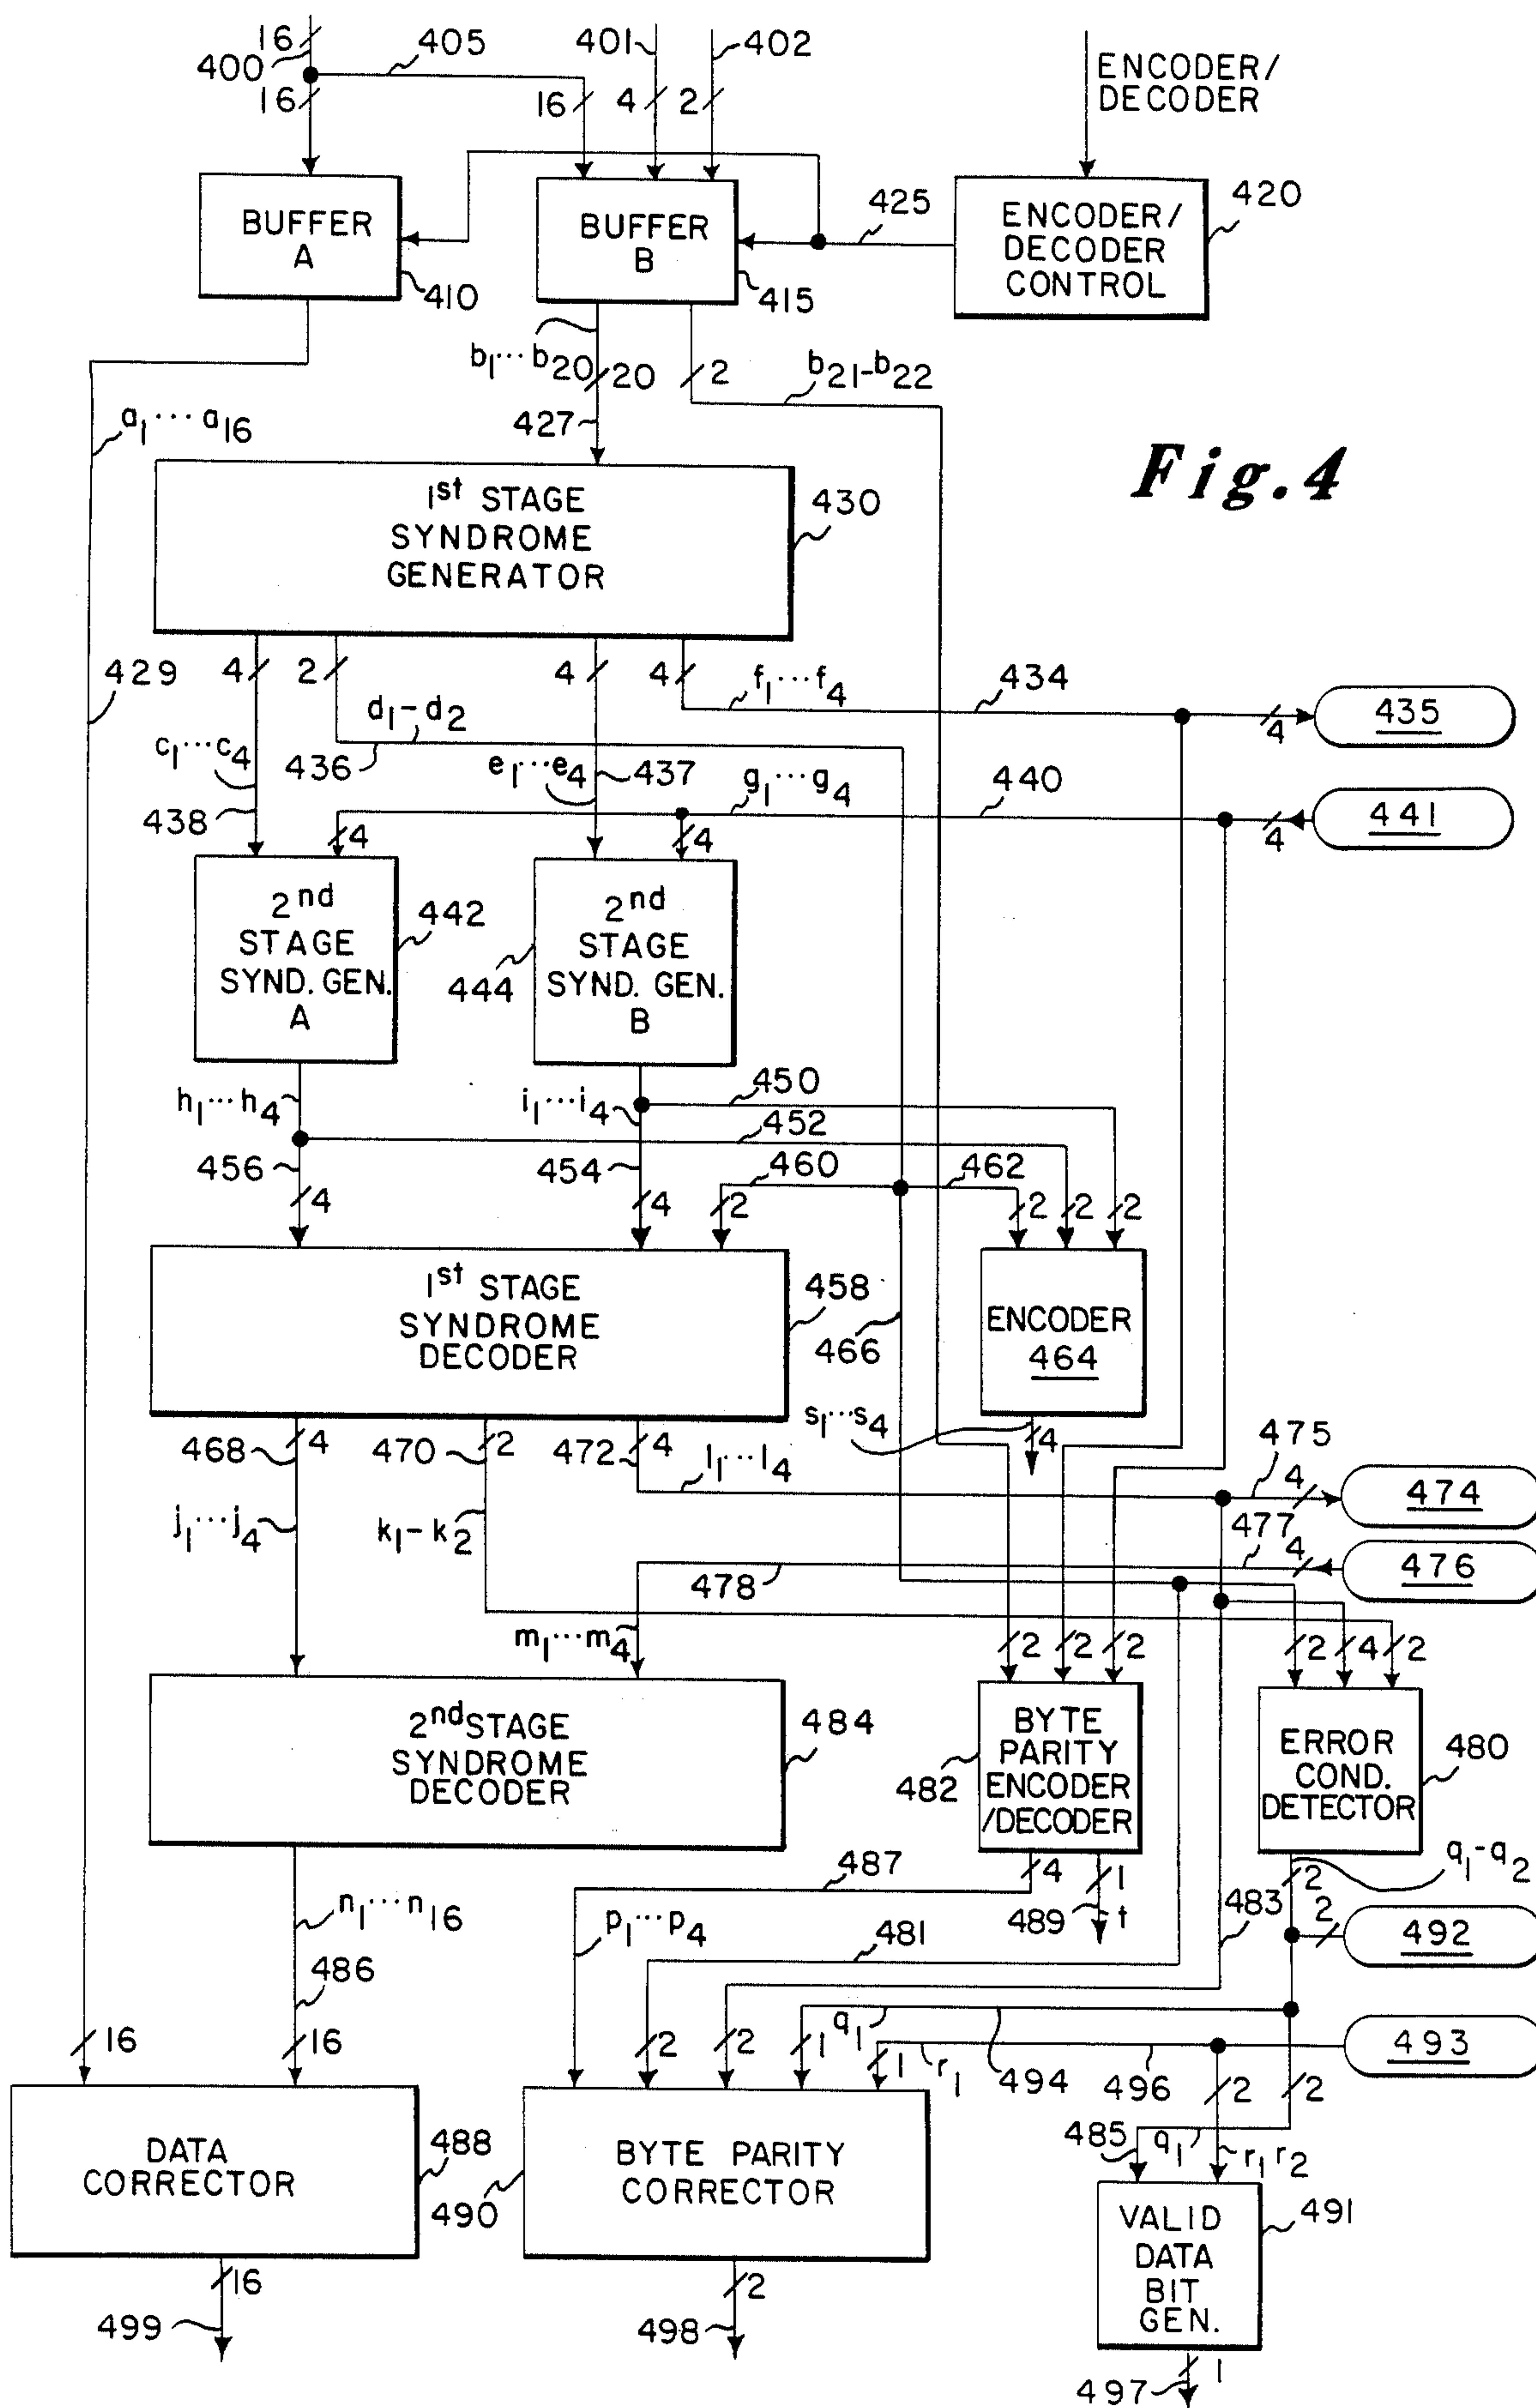 16
400
16
405
16
401
4
402
2
ENCODER/
DECODER
BUFFER
A
410
BUFFER
B
415
425
ENCODER/
DECODER
CONTROL
420
b1...b20
20
2
b21-b22
427
a1...a16
Fig.4
1st STAGE
SYNDROME
GENERATOR
430
429
4
2
4
4
f1...f4
434
435
4
d1-d2
c1...c4
436
e1...e4
437
g1...g4
440
441
4
438
4
4
2nd
STAGE
SYND. GEN.
A
442
444
2nd
STAGE
SYND. GEN.
B
h1...h4
i1...i4
450
452
456
454
460
462
4
4
2
2
2
2
1st STAGE
SYNDROME
DECODER
458
466
ENCODER
464
s1...s4
4
468
4
470
2
472
4
l1...l4
475
4
474
j1...j4
k1-k2
477
4
476
478
m1...m4
2
2
2
2
4
2
2nd STAGE
SYNDROME
DECODER
484
482
BYTE
PARITY
ENCODER
/DECODER
ERROR
COND.
DETECTOR
480
487
4
1
2
q1-q2
n1...n16
p1...p4
489
t
483
2
492
486
481
16
16
2
2
1
q1
1
r1
494
496
493
2
2
485
q1
r1 r2
DATA
CORRECTOR
488
490
BYTE PARITY
CORRECTOR
VALID
DATA
BIT
GEN.
491
16
499
2
498
1
497